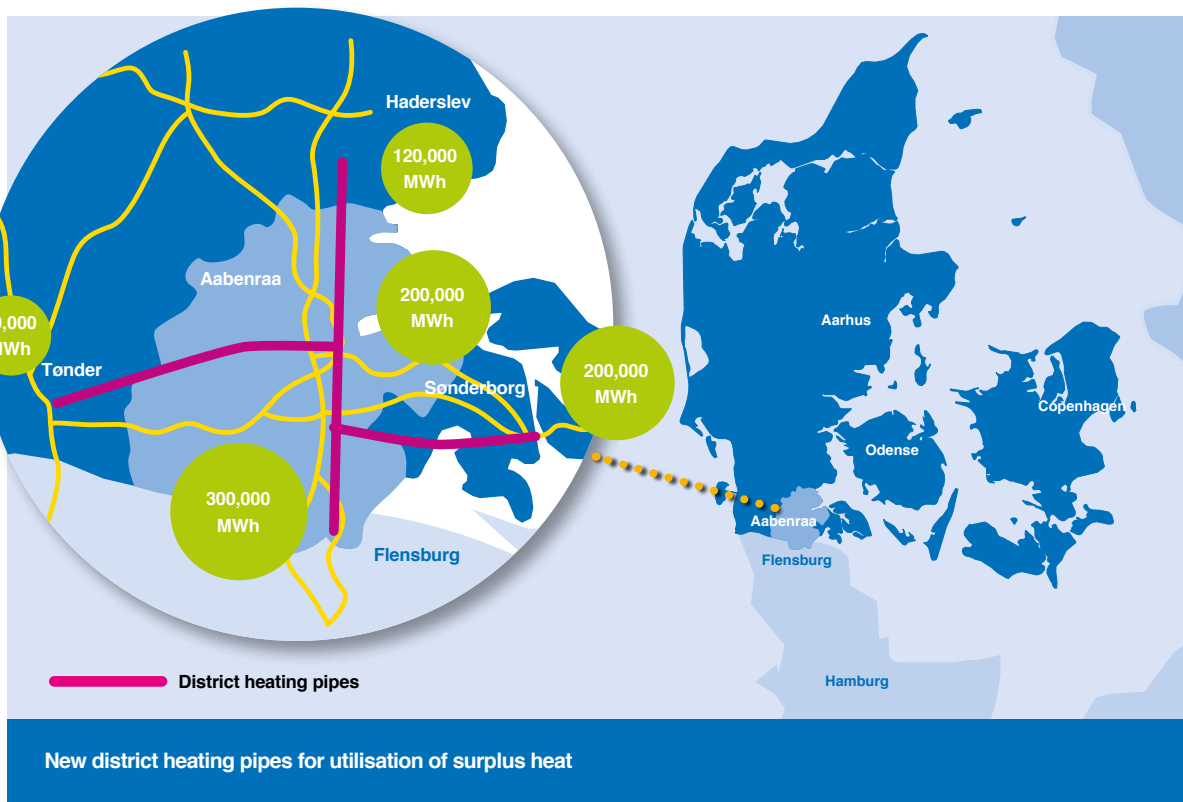 Haderslev
120,000
MWh
Aabenraa
200,000
MWh
Tønder
Sønderborg
200,000
MWh
300,000
MWh
Flensburg
District heating pipes
Aarhus
Copenhagen
Odense
Aabenraa
Flensburg
Hamburg
New district heating pipes for utilisation of surplus heat